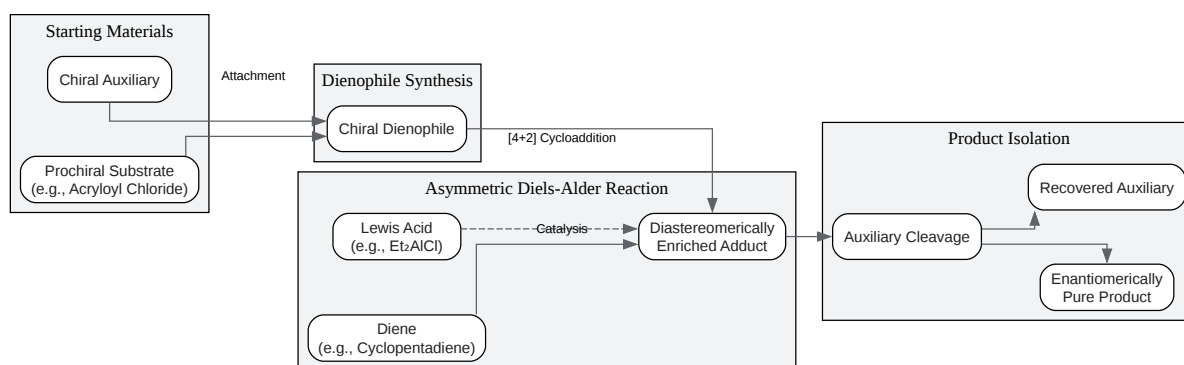 Starting Materials
Chiral Auxiliary
Prochiral Substrate
(e.g., Acryloyl Chloride)
Attachment
Dienophile Synthesis
Chiral Dienophile
[4+2] Cycloaddition
Asymmetric Diels-Alder Reaction
Lewis Acid
(e.g., Et₂AlCl)
Catalysis
Diastereomerically
Enriched Adduct
Diene
(e.g., Cyclopentadiene)
Product Isolation
Auxiliary Cleavage
Recovered Auxiliary
Enantiomerically
Pure Product